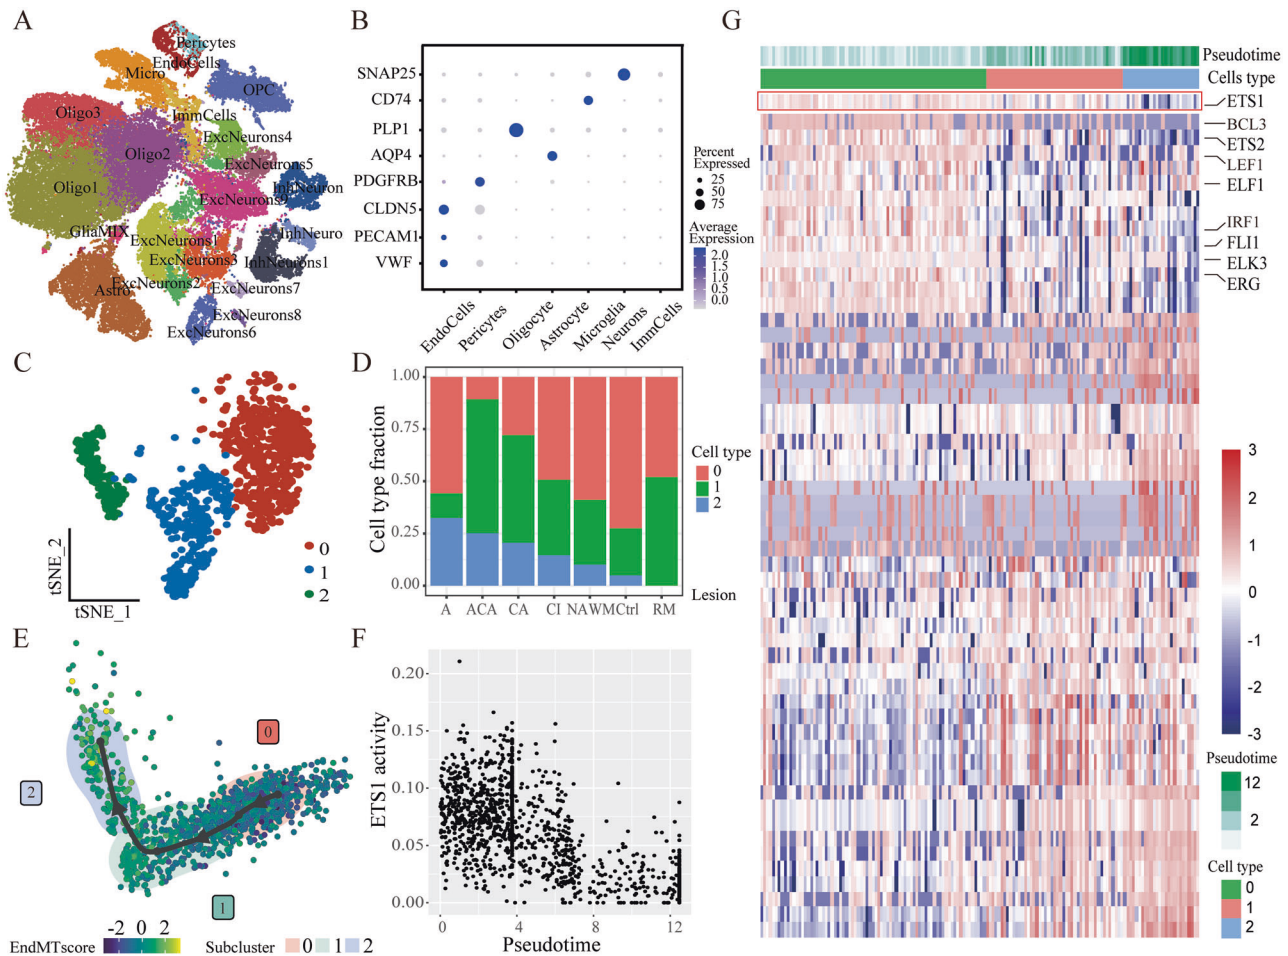 A
Pericytes
EndoCells
Micro
OPC
Oligo3
ImmCells
ExcNeurons4
Oligo2
ExcNeurons5
Oligo1
InhNeuron
ExcNeurons9
GliaMIX
ExcNeurons1
InhNeuro
ExcNeurons3
InhNeurons1
ExcNeurons2
Astro
ExcNeurons7
ExcNeurons8
ExcNeurons6
B
SNAP25
CD74
PLP1
AQP4
PDGFRB
CLDN5
PECAM1
VWF
EndoCells
Pericytes
Oligocyte
Astrocyte
Microglia
Neurons
ImmCells
Percent
Expressed
25
50
75
Average
Expression
2.0
1.5
1.0
0.5
0.0
C
tSNE_2
tSNE_1
0
1
2
D
Cell type fraction
1.00
0.75
0.50
0.25
0.00
A ACA CA CI NAWM Ctrl RM
Lesion
Cell type
0
1
2
E
0
2
1
EndMTscore
-2 0 2
Subcluster
0 1 2
F
ETS1 activity
0.20
0.15
0.10
0.05
0.00
0 4 8 12
Pseudotime
G
Pseudotime
Cells type
ETS1
BCL3
ETS2
LEF1
ELF1
IRF1
FLI1
ELK3
ERG
3
2
1
0
-1
-2
-3
Pseudotime
12
2
Cell type
0
1
2